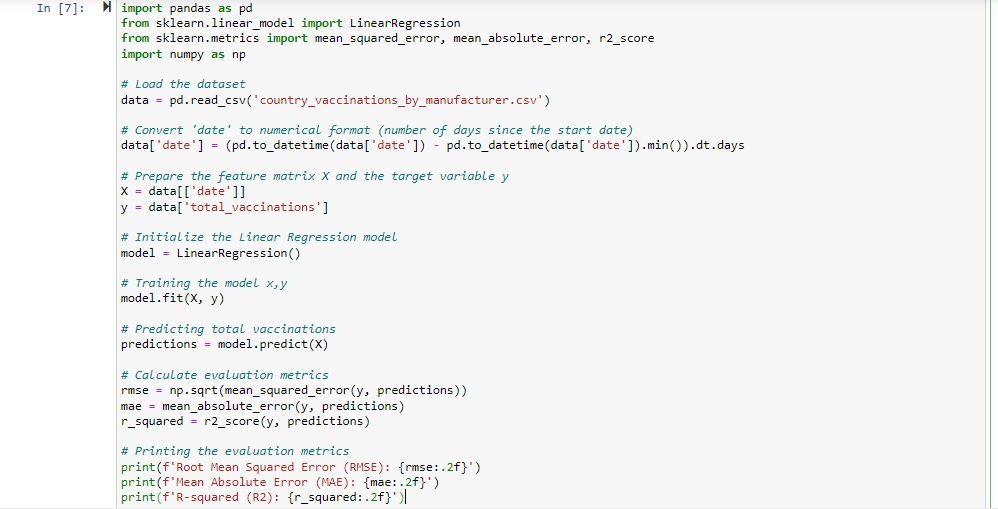 In [7]:
import pandas as pd
from sklearn.linear_model import LinearRegression
from sklearn.metrics import mean_squared_error, mean_absolute_error, r2_score
import numpy as np
# Load the dataset
data = pd.read_csv('country_vaccinations_by_manufacturer.csv')
# Convert 'date' to numerical format (number of days since the start date)
data['date'] = (pd.to_datetime(data['date']) - pd.to_datetime(data['date']).min()).dt.days
# Prepare the feature matrix X and the target variable y
X = data[['date']]
y = data['total_vaccinations']
# Initialize the Linear Regression model
model = LinearRegression()
# Training the model x,y
model.fit(X, y)
# Predicting total vaccinations
predictions = model.predict(X)
# Calculate evaluation metrics
rmse = np.sqrt(mean_squared_error(y, predictions))
mae = mean_absolute_error(y, predictions)
r_squared = r2_score(y, predictions)
# Printing the evaluation metrics
print(f'Root Mean Squared Error (RMSE): {rmse:.2f}')
print(f'Mean Absolute Error (MAE): {mae:.2f}')
print(f'R-squared (R2): {r_squared:.2f}')